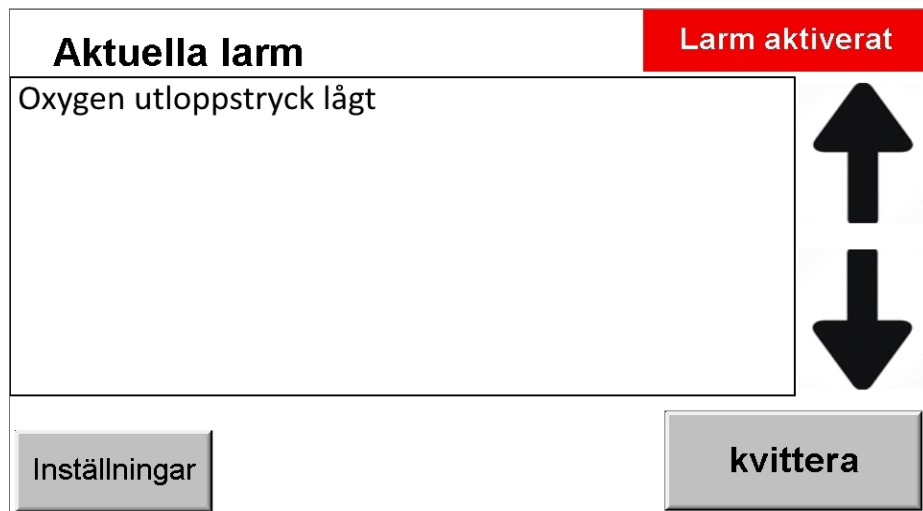 Aktuella larm
Larm aktiverat
Oxygen utloppstryck lågt
Inställningar
kvittera